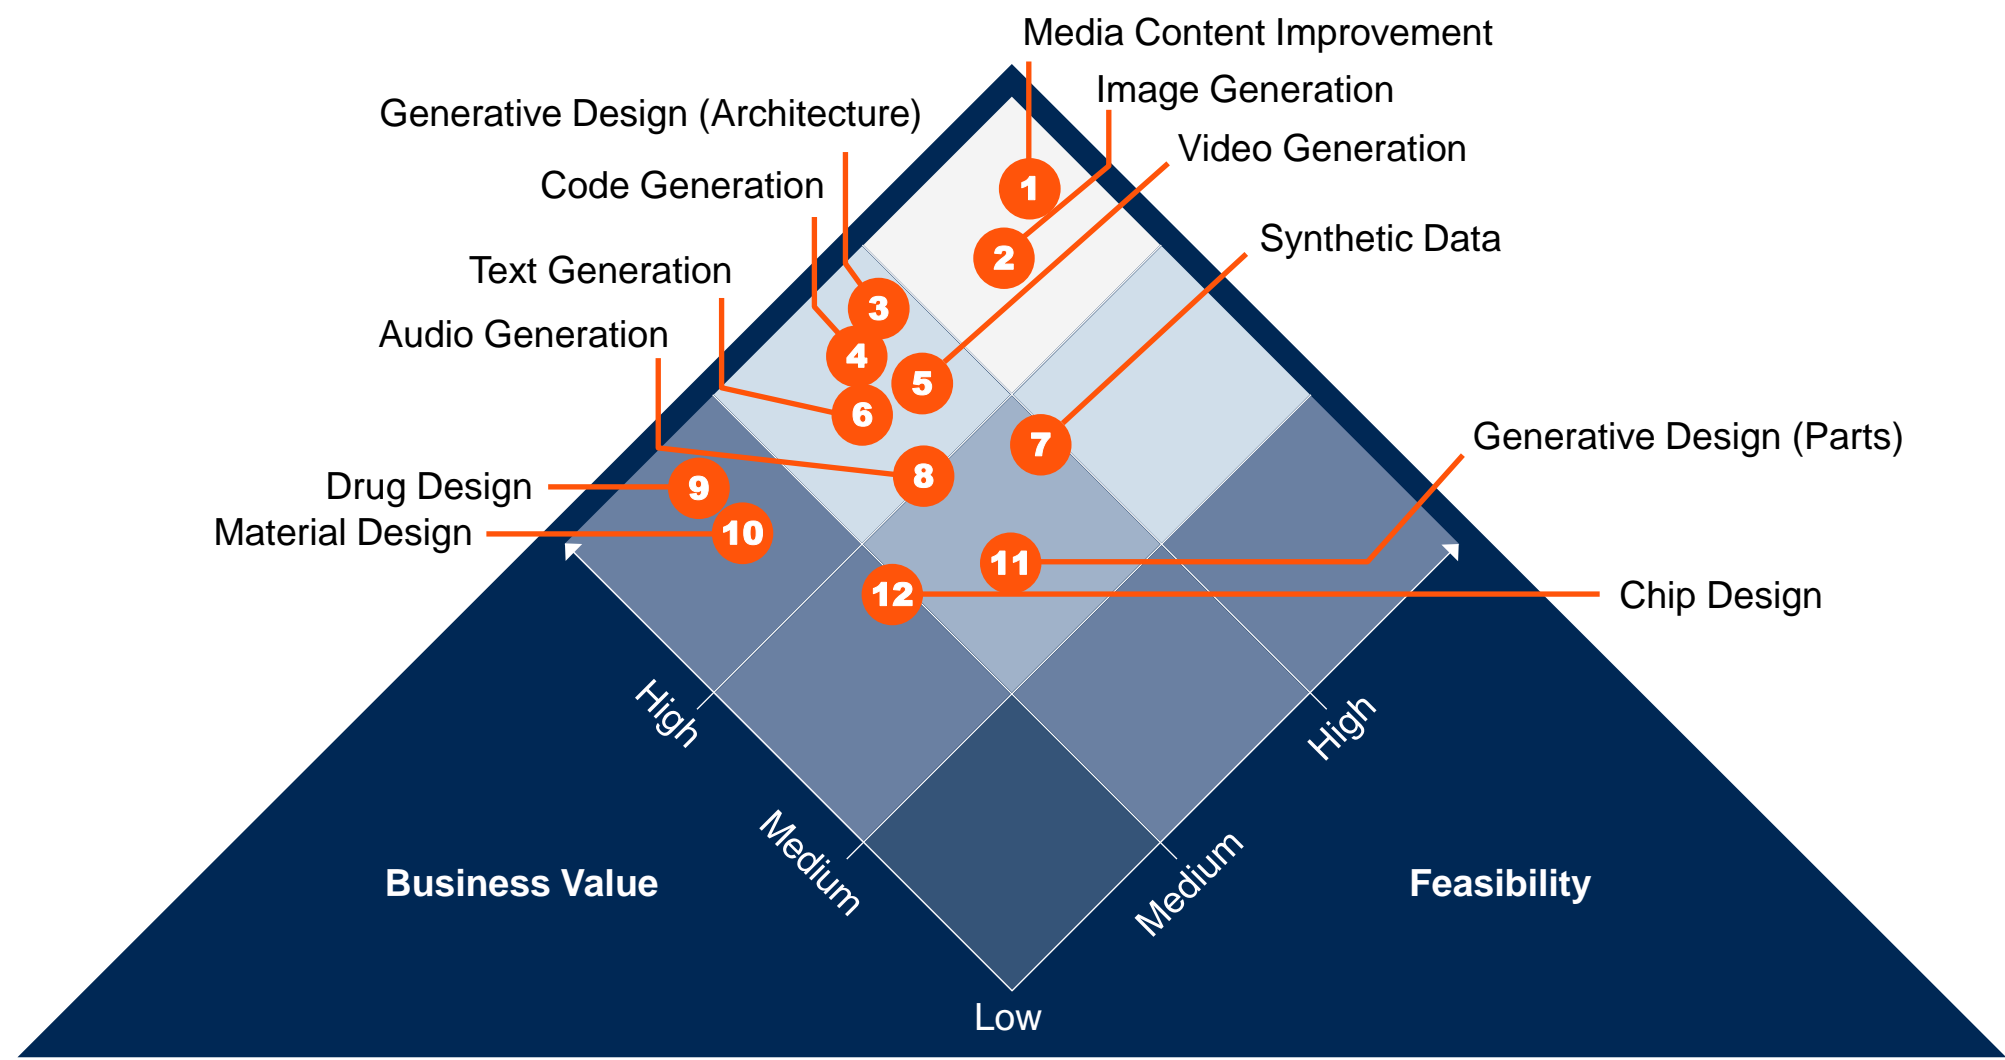 Media Content Improvement
Image Generation
Generative Design (Architecture)
Video Generation
Code Generation
Synthetic Data
Text Generation
Audio Generation
Generative Design (Parts)
Drug Design
Material Design
Chip Design
1
2
3
4
5
6
7
8
9
10
11
12
High
High
Medium
Medium
Business Value
Feasibility
Low